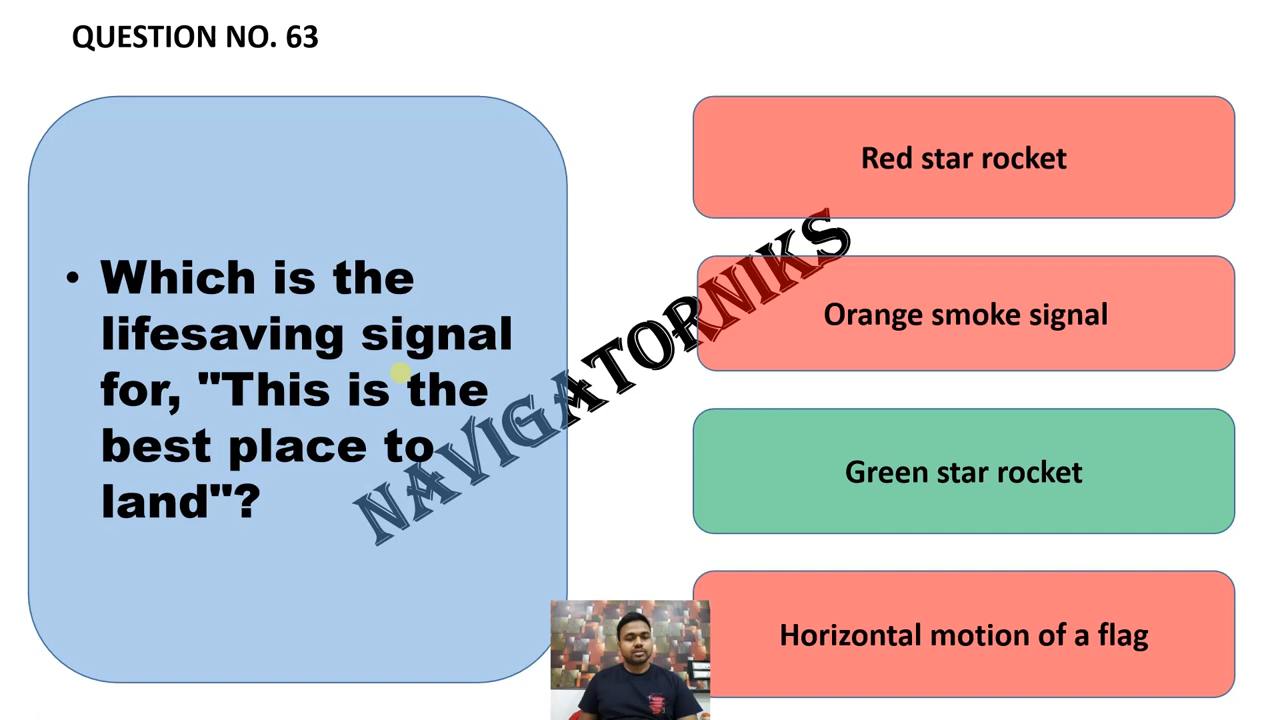 QUESTION NO. 63
• Which is the
lifesaving signal
for, "This is the
best place to
land"?
Red star rocket
Orange smoke signal
Green star rocket
Horizontal motion of a flag
NAVIGATORNIKS